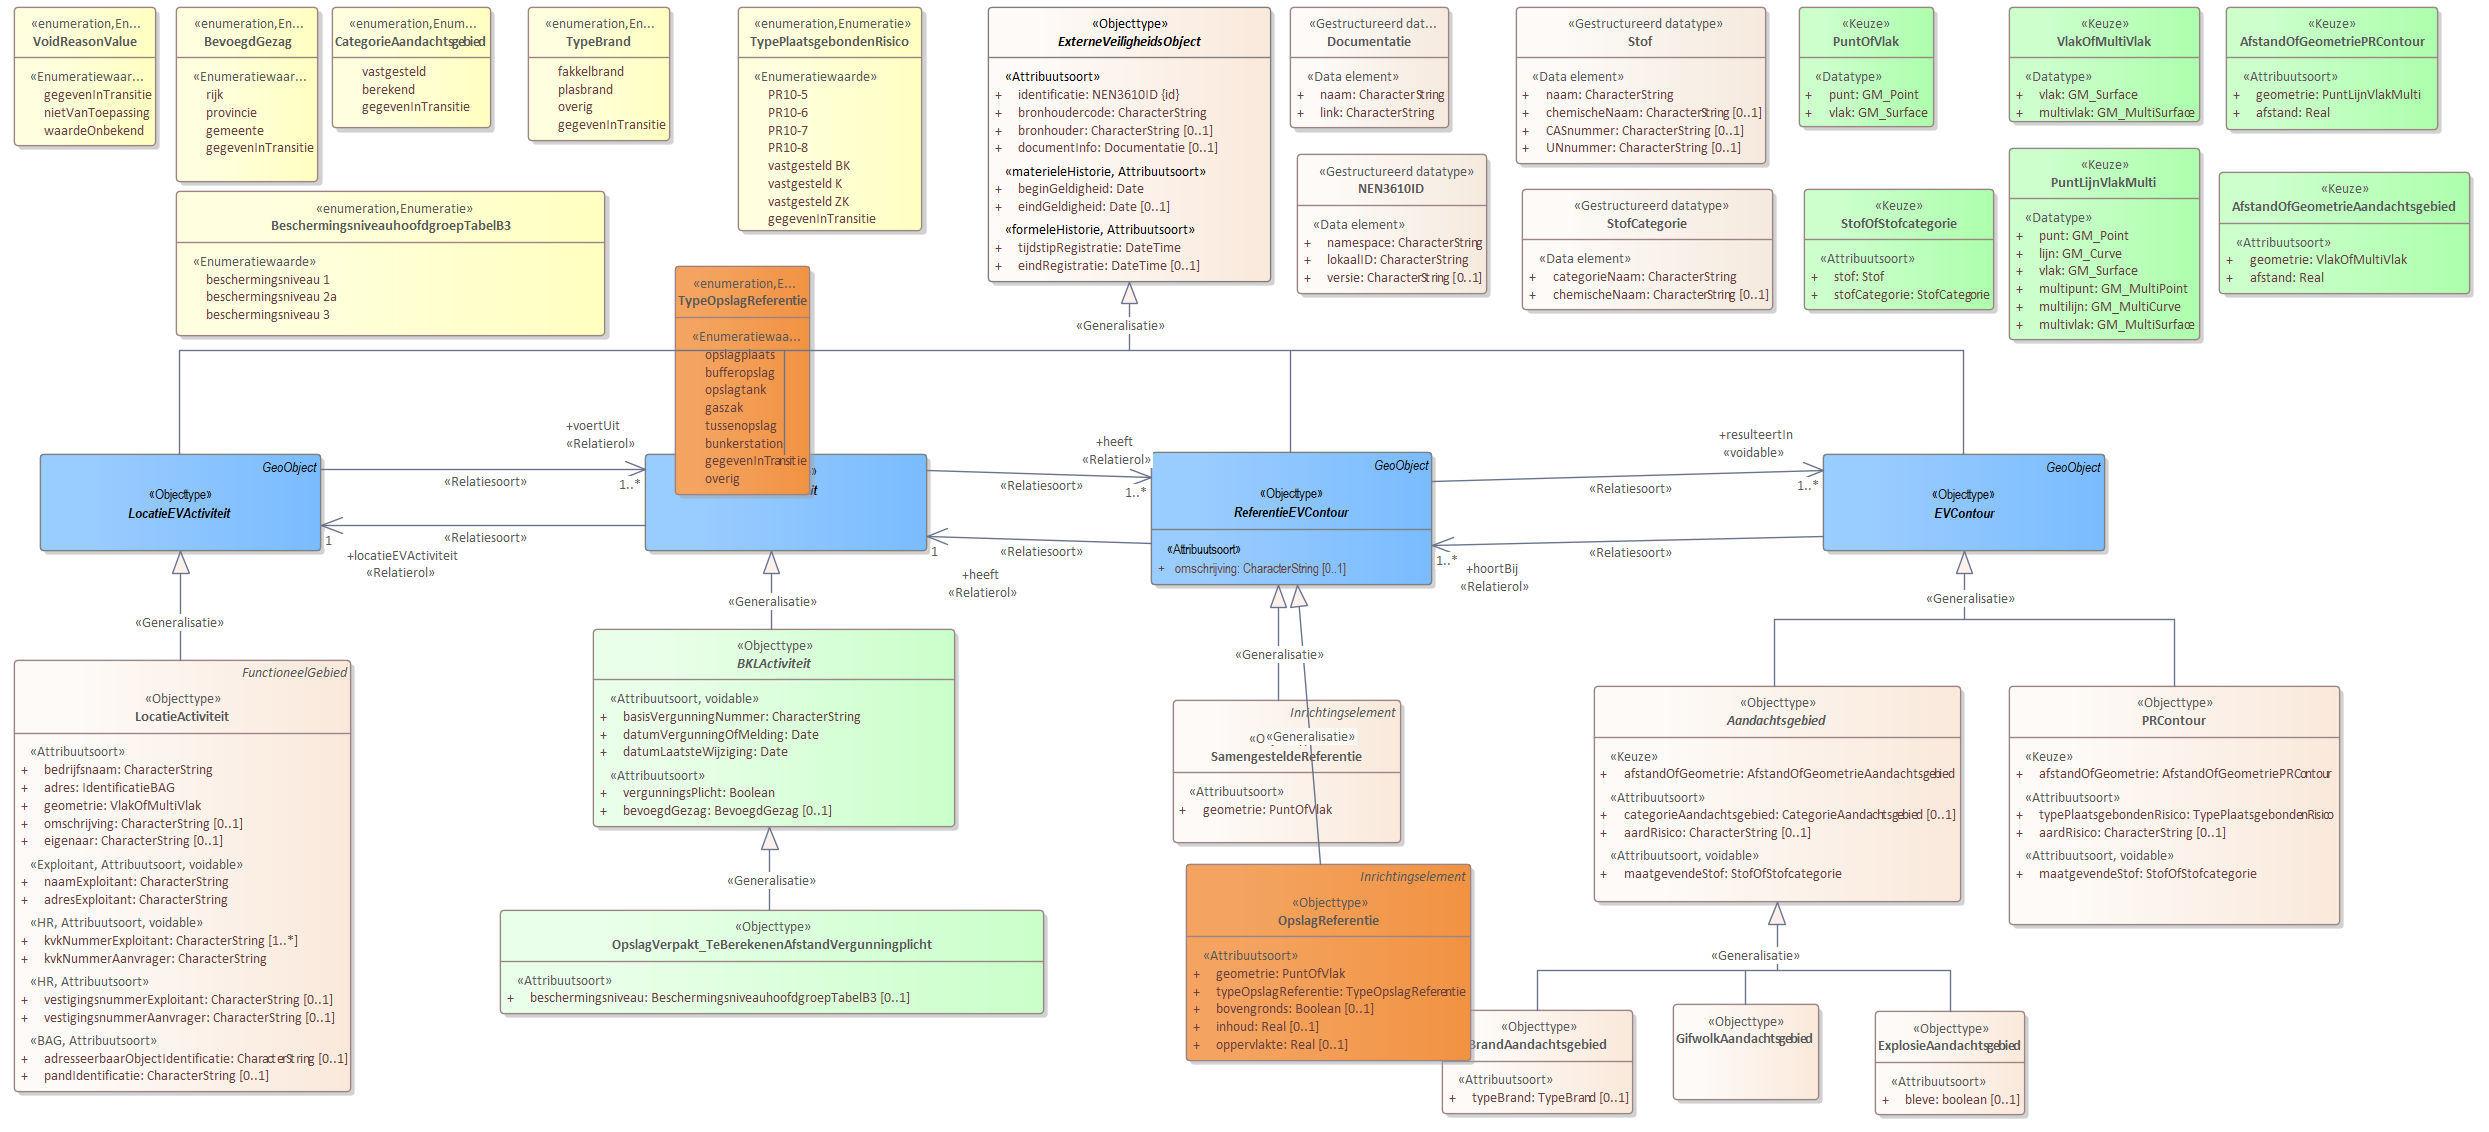 «enumeration,En...
VoidReasonValue
«Enumeratiewaar...
gegevenInTransitie
nietVanToepassing
waardeOnbekend
«enumeration,En...
BevoegdGezag
«Enumeratiewaar...
rijk
provincie
gemeente
gegevenInTransitie
«enumeration,Enum...
CategorieAandachtsgebied
vastgesteld
berekend
gegevenInTransitie
«enumeration,En...
TypeBrand
fakkelbrand
plasbrand
overig
gegevenInTransitie
«enumeration,Enumeratie»
TypePlaatsgebondenRisico
«Enumeratiewaarde»
PR10-5
PR10-6
PR10-7
PR10-8
vastgesteld BK
vastgesteld K
vastgesteld ZK
gegevenInTransitie
«Objecttype»
ExterneVeiligheidsObject
«Attribuutsoort»
+ identificatie: NEN3610ID {id}
+ bronhoudercode: CharacterString
+ bronhouder: CharacterString [0..1]
+ documentInfo: Documentatie [0..1]
«materieleHistorie, Attribuutsoort»
+ beginGeldigheid: Date
+ eindGeldigheid: Date [0..1]
«formeleHistorie, Attribuutsoort»
+ tijdstipRegistratie: DateTime
+ eindRegistratie: DateTime [0..1]
«Gestructureerd dat...
Documentatie
«Data element»
+ naam: CharacterString
+ link: CharacterString
«Gestructureerd datatype»
NEN3610ID
«Data element»
+ namespace: CharacterString
+ lokaalID: CharacterString
+ versie: CharacterString [0..1]
«Gestructureerd datatype»
Stof
«Data element»
+ naam: CharacterString
+ chemischeNaam: CharacterString [0..1]
+ CASnummer: CharacterString [0..1]
+ UNnummer: CharacterString [0..1]
«Gestructureerd datatype»
StofCategorie
«Data element»
+ categorieNaam: CharacterString
+ chemischeNaam: CharacterString [0..1]
«Keuze»
PuntOfVlak
«Datatype»
+ punt: GM_Point
+ vlak: GM_Surface
«Keuze»
StofOfStofcategorie
«Attribuutsoort»
+ stof: Stof
+ stofCategorie: StofCategorie
«Keuze»
VlakOfMultiVlak
«Datatype»
+ vlak: GM_Surface
+ multivlak: GM_MultiSurface
«Keuze»
PuntLijnVlakMulti
«Datatype»
+ punt: GM_Point
+ lijn: GM_Curve
+ vlak: GM_Surface
+ multipunt: GM_MultiPoint
+ multilijn: GM_MultiCurve
+ multivlak: GM_MultiSurface
«Keuze»
AfstandOfGeometriePRContour
«Attribuutsoort»
+ geometrie: PuntLijnVlakMulti
+ afstand: Real
«Keuze»
AfstandOfGeometrieAandachtsgebied
«Attribuutsoort»
+ geometrie: VlakOfMultiVlak
+ afstand: Real
«enumeration,Enumeratie»
BeschermingsniveauhoofdgroepTabelB3
«Enumeratiewaarde»
beschermingsniveau 1
beschermingsniveau 2a
beschermingsniveau 3
«enumeration,E...
TypeOpslagReferentie
«Enumeratiewaa...
opslagplaats
bufferopslag
opslagtank
gaszak
tussenopslag
bunkerstation
gegevenInTransitie
overig
«Generalisatie»
GeoObject
«Objecttype»
LocatieEVActiviteit
+voertUit
«Relatierol»
«Relatiesoort»
1..*
«Relatiesoort»
1
+locatieEVActiviteit
«Relatierol»
+heeft
«Relatierol»
«Relatiesoort»
1..*
«Relatiesoort»
1
+heeft
«Relatierol»
GeoObject
«Objecttype»
ReferentieEVContour
«Attribuutsoort»
+ omschrijving: CharacterString [0..1]
+resulteertIn
«voidable»
«Relatiesoort»
1..*
«Relatiesoort»
1..*
+hoortBij
«Relatierol»
GeoObject
«Objecttype»
EVContour
«Generalisatie»
«Generalisatie»
«Generalisatie»
«Generalisatie»
«Generalisatie»
FunctioneelGebied
«Objecttype»
LocatieActiviteit
«Attribuutsoort»
+ bedrijfsnaam: CharacterString
+ adres: IdentificatieBAG
+ geometrie: VlakOfMultiVlak
+ omschrijving: CharacterString [0..1]
+ eigenaar: CharacterString [0..1]
«Exploitant, Attribuutsoort, voidable»
+ naamExploitant: CharacterString
+ adresExploitant: CharacterString
«HR, Attribuutsoort, voidable»
+ kvkNummerExploitant: CharacterString [1..*]
+ kvkNummerAanvrager: CharacterString
«HR, Attribuutsoort»
+ vestigingsnummerExploitant: CharacterString [0..1]
+ vestigingsnummerAanvrager: CharacterString [0..1]
«BAG, Attribuutsoort»
+ adresseerbaarObjectIdentificatie: CharacterString [0..1]
+ pandIdentificatie: CharacterString [0..1]
«Objecttype»
BKLActiviteit
«Attribuutsoort, voidable»
+ basisVergunningNummer: CharacterString
+ datumVergunningOfMelding: Date
+ datumLaatsteWijziging: Date
«Attribuutsoort»
+ vergunningsPlicht: Boolean
+ bevoegdGezag: BevoegdGezag [0..1]
«Generalisatie»
«Objecttype»
OpslagVerpakt_TeBerekenenAfstandVergunningplicht
«Attribuutsoort»
+ beschermingsniveau: BeschermingsniveauhoofdgroepTabelB3 [0..1]
Inrichtingselement
SamengesteldeReferentie
«Attribuutsoort»
+ geometrie: PuntOfVlak
Inrichtingselement
«Objecttype»
OpslagReferentie
«Attribuutsoort»
+ geometrie: PuntOfVlak
+ typeOpslagReferentie: TypeOpslagReferentie
+ bovengronds: Boolean [0..1]
+ inhoud: Real [0..1]
+ oppervlakte: Real [0..1]
«Objecttype»
Aandachtsgebied
«Keuze»
+ afstandOfGeometrie: AfstandOfGeometrieAandachtsgebied
«Attribuutsoort»
+ categorieAandachtsgebied: CategorieAandachtsgebied [0..1]
+ aardRisico: CharacterString [0..1]
«Attribuutsoort, voidable»
+ maatgevendeStof: StofOfStofcategorie
«Objecttype»
PRContour
«Keuze»
+ afstandOfGeometrie: AfstandOfGeometriePRContour
«Attribuutsoort»
+ typePlaatsgebondenRisico: TypePlaatsgebondenRisico
+ aardRisico: CharacterString [0..1]
«Attribuutsoort, voidable»
+ maatgevendeStof: StofOfStofcategorie
«Generalisatie»
«Objecttype»
BrandAandachtsgebied
«Attribuutsoort»
+ typeBrand: TypeBrand [0..1]
«Objecttype»
GifwolkAandachtsgebied
«Objecttype»
ExplosieAandachtsgebied
«Attribuutsoort»
+ bleve: boolean [0..1]